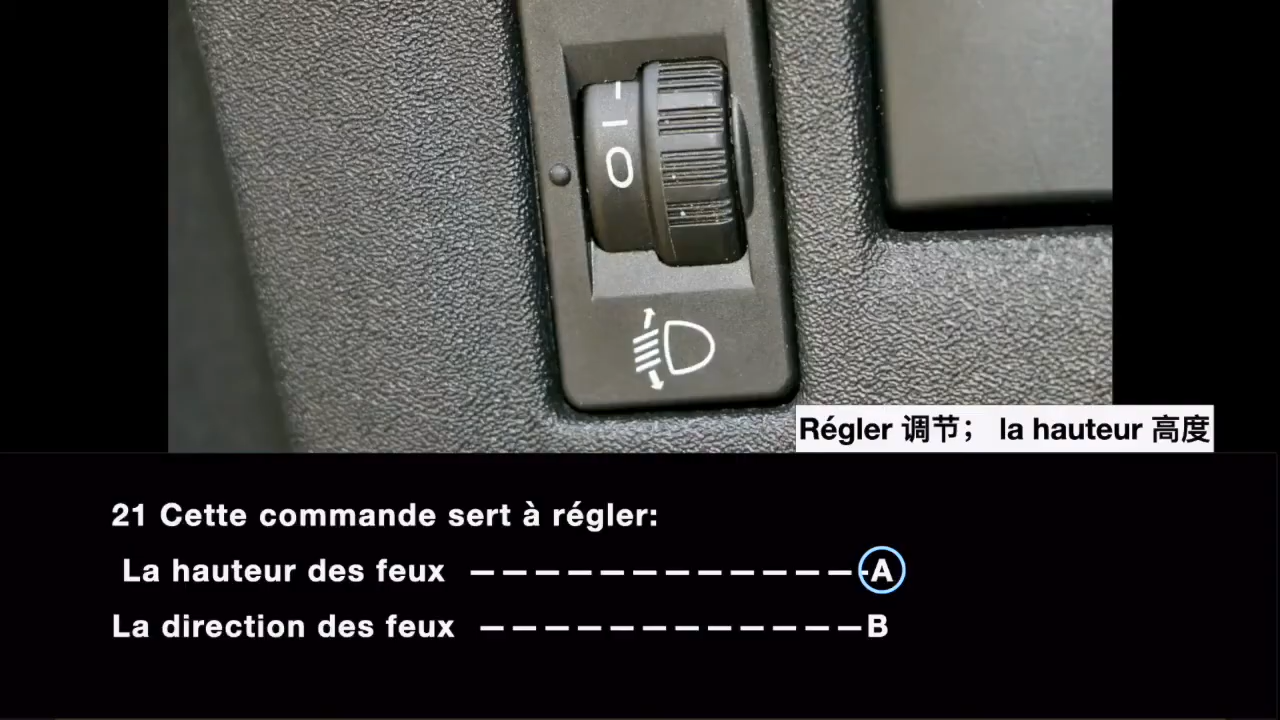 0
Régler 调节； la hauteur 高度
21 Cette commande sert à régler:
La hauteur des feux ------------A
La direction des feux ------------B